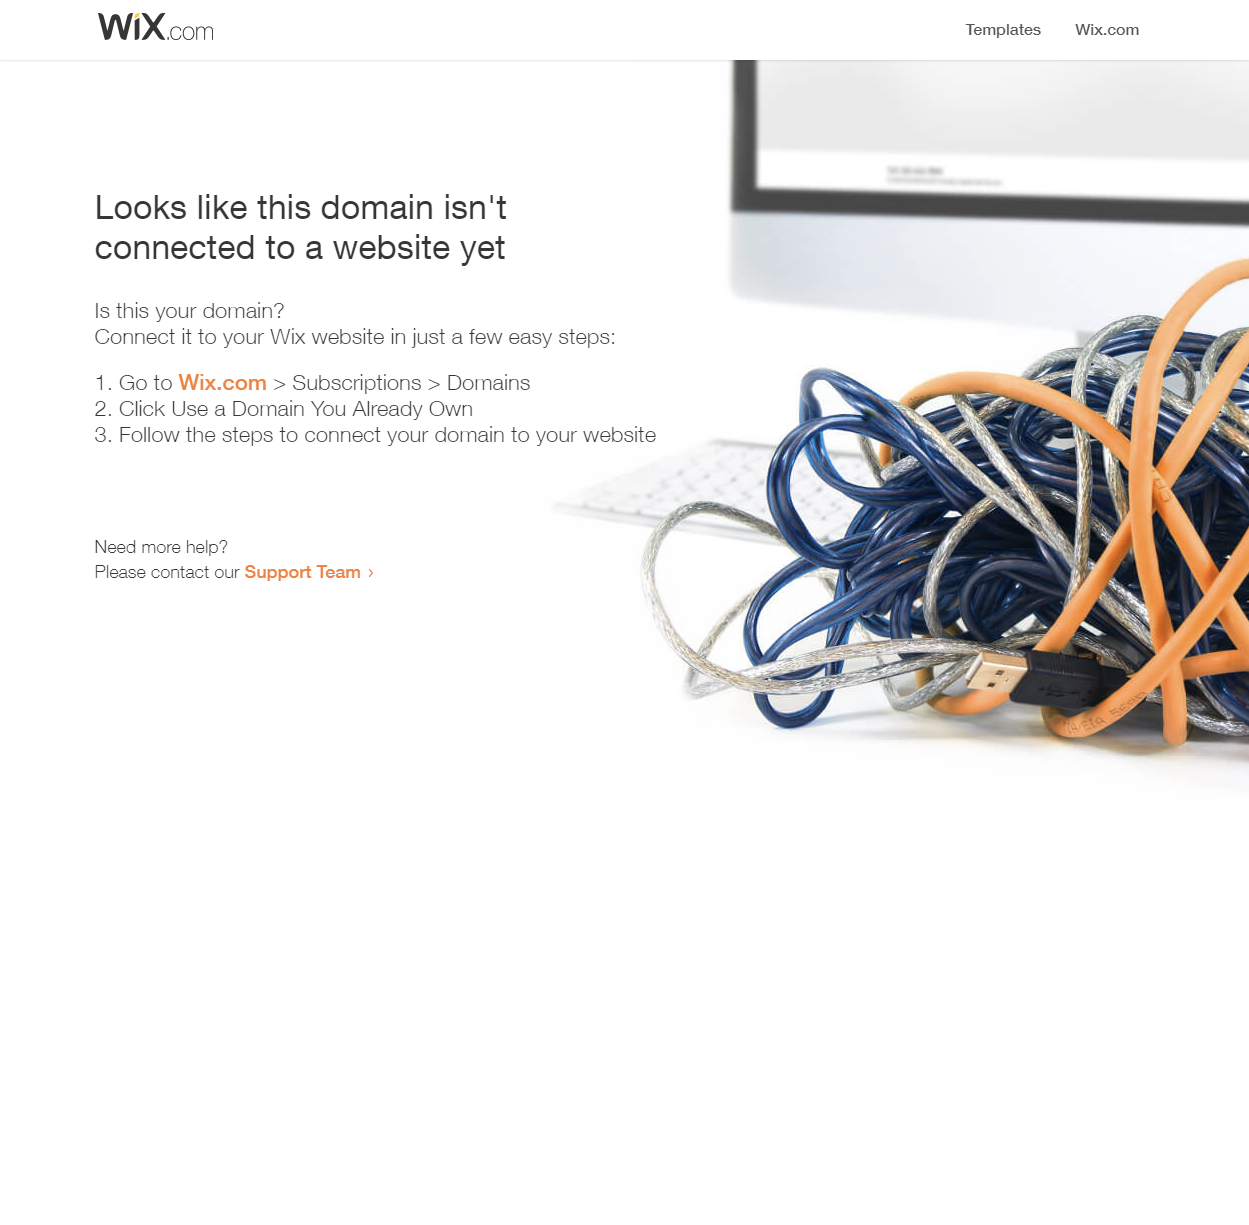 WiX.com
Templates
Wix.com
Looks like this domain isn't
connected to a website yet
Is this your domain?
Connect it to your Wix website in just a few easy steps:
1. Go to Wix.com > Subscriptions > Domains
2. Click Use a Domain You Already Own
3. Follow the steps to connect your domain to your website
Need more help?
Please contact our Support Team ›